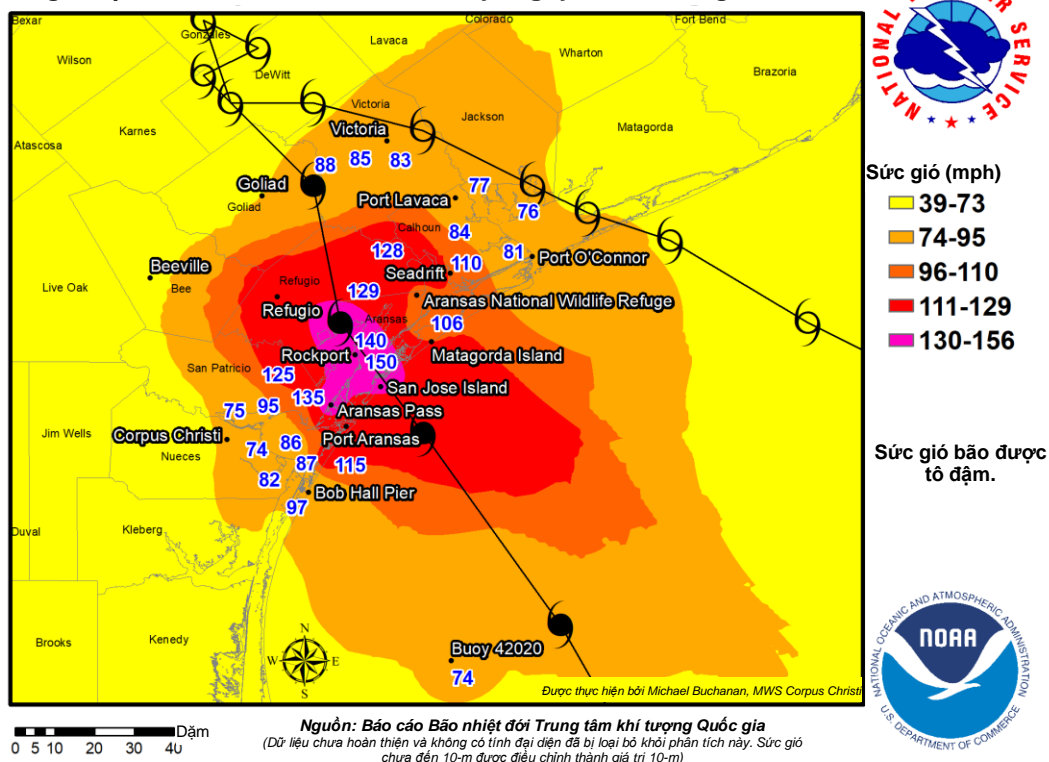 Bexar
Gonzales
Colorado
Fort Bend
Lavaca
Wilson
Wharton
DeWitt
Brazoria
Victoria
Jackson
Karnes
Matagorda
Victoria
Atascosa
85 83
88
77
Goliad
Port Lavaca
Goliad
76
Calhoun
84
128
81
Port O'Connor
110
Beeville
Seadrift
Bee
Refugio
Live Oak
129
Aransas National Wildlife Refuge
Refugio
Aransas
106
140
Matagorda Island
Rockport
150
San Patricio
125
San Jose Island
135
95
75
Aransas Pass
Jim Wells
Corpus Christi
86
Port Aransas
74
Nueces
87
115
82
Bob Hall Pier
97
Duval
Kleberg
N
Brooks
Kenedy
W E
S
Buoy 42020
74
Được thực hiện bởi Michael Buchanan, MWS Corpus Christi
NATIONAL
SERVICE
Sức gió (mph)
39-73
74-95
96-110
111-129
130-156
Sức gió bão được
tô đậm.
NATIONAL OCEANIC AND ATMOSPHERIC ADMINISTRATION
NOAA
U.S. DEPARTMENT OF COMMERCE
Dặm
0 5 10 20 30 40
Nguồn: Báo cáo Bão nhiệt đới Trung tâm khí tượng Quốc gia
(Dữ liệu chưa hoàn thiện và không có tính đại diện đã bị loại bỏ khỏi phân tích này. Sức gió
chưa đến 10-m được điều chỉnh thành giá trị 10-m)